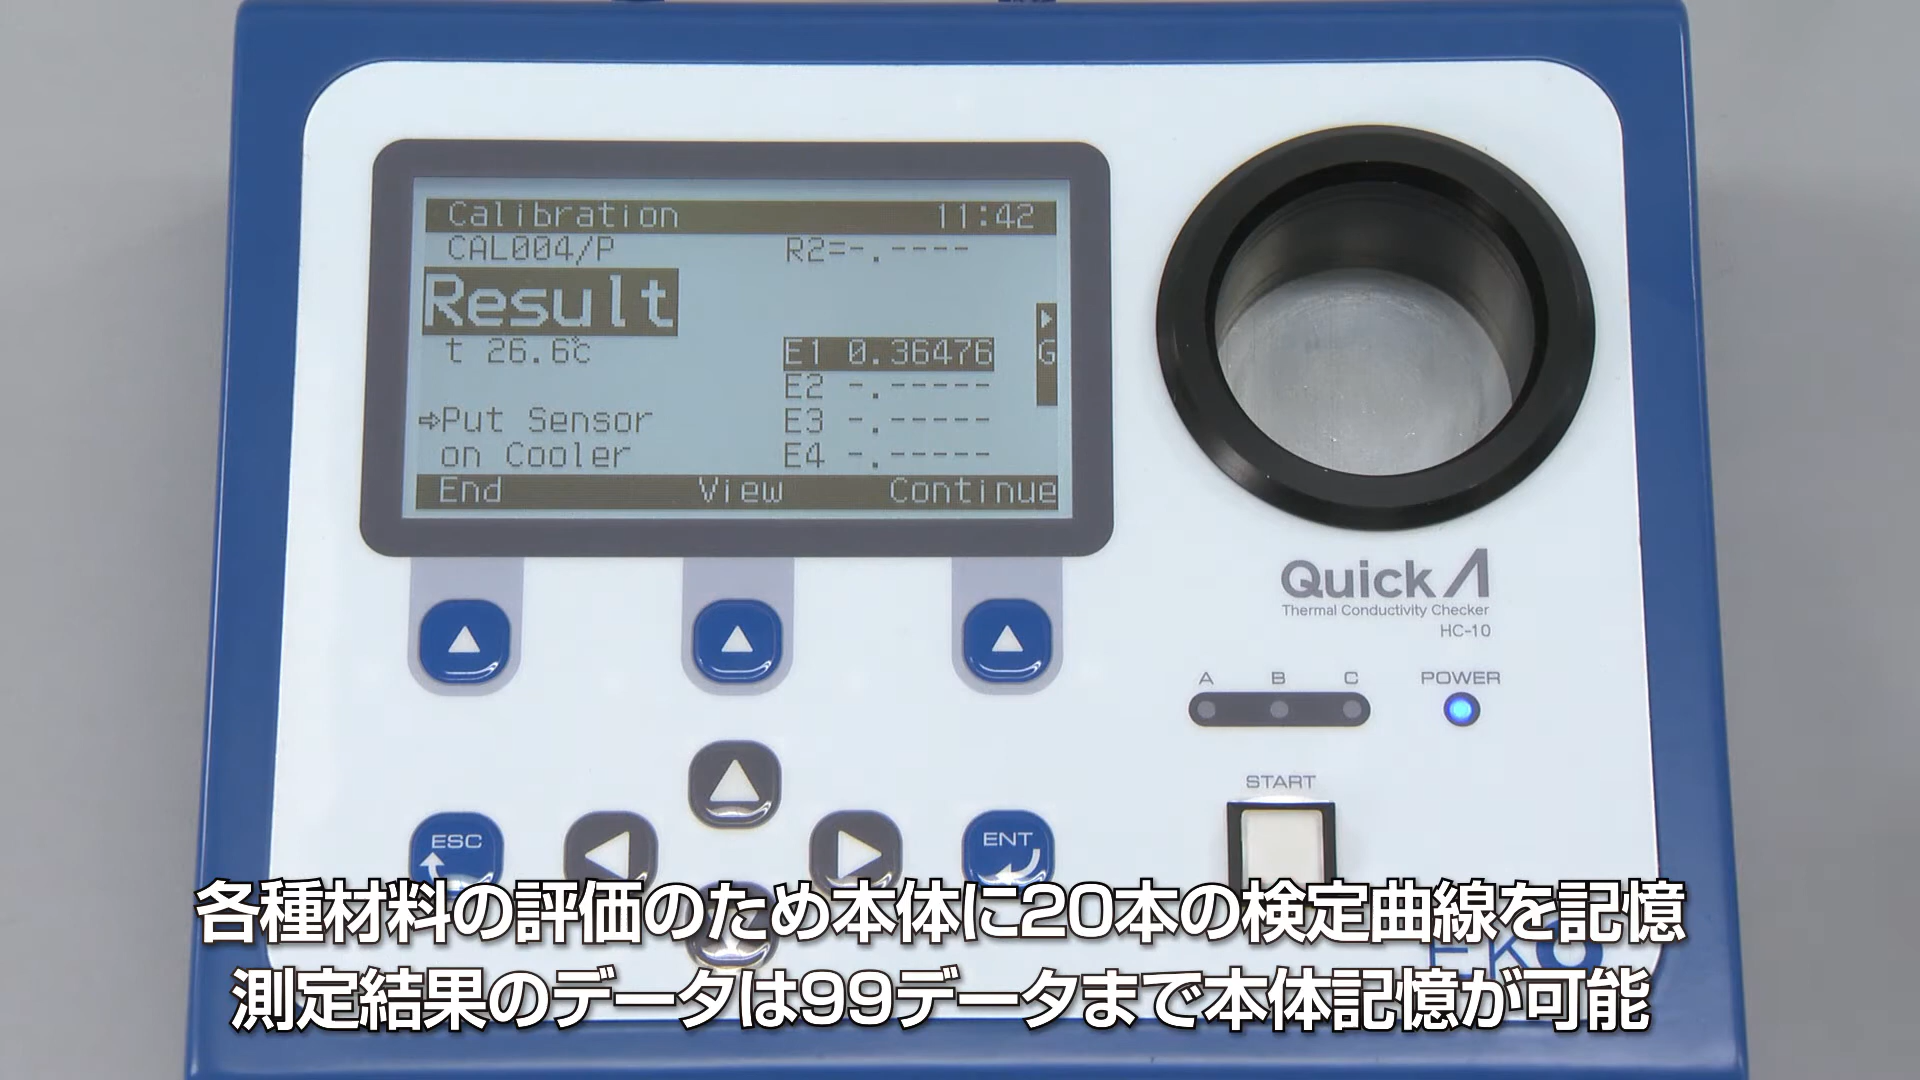 Calibration 11:42
CAL004/P R2=-.----
Result
t 26.6℃ E1 0.36476
E2 -.-----
⇨Put Sensor E3 -.-----
on Cooler E4 -.-----
G
End View Continue
Quick Λ
Thermal Conductivity Checker
HC-10
A B C POWER
START
ESC ENT
EKO
各種材料の評価のため本体に20本の検定曲線を記憶
測定結果のデータは99データまで本体記憶が可能